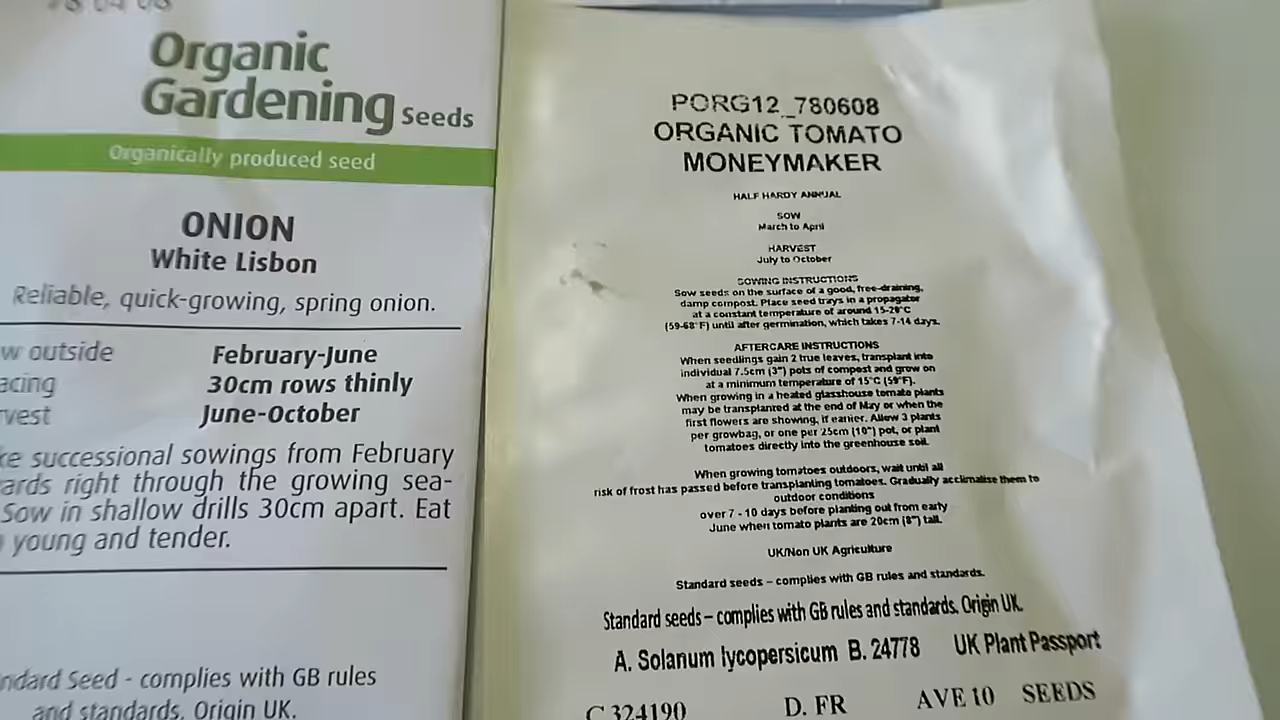 Organic
Gardening Seeds
Organically produced seed
ONION
White Lisbon
Reliable, quick-growing, spring onion.
w outside February-June
acing 30cm rows thinly
vest June-October
ke successional sowings from February
ards right through the growing sea-
Sow in shallow drills 30cm apart. Eat
young and tender.
ndard Seed - complies with GB rules
and standards. Origin UK.
PORG12_780608
ORGANIC TOMATO
MONEYMAKER
HALF HARDY ANNUAL
SOW
March to April
HARVEST
July to October
SOWING INSTRUCTIONS
Sow seeds on the surface of a good, free-draining,
damp compost. Place seed trays in a propagator
at a constant temperature of around 15-20°C
(59-68°F) until after germination, which takes 7-14 days.
AFTERCARE INSTRUCTIONS
When seedlings gain 2 true leaves, transplant into
individual 7.5cm (3") pots of compost and grow on
at a minimum temperature of 15°C (59°F).
When growing in a heated glasshouse tomato plants
may be transplanted at the end of May or when the
first flowers are showing, if earlier. Allow 3 plants
per growbag, or one per 25cm (10") pot, or plant
tomatoes directly into the greenhouse soil.
When growing tomatoes outdoors, wait until all
risk of frost has passed before transplanting tomatoes. Gradually acclimatise them to
outdoor conditions
over 7 - 10 days before planting out from early
June when tomato plants are 20cm (8") tall.
UK/Non UK Agriculture
Standard seeds – complies with GB rules and standards.
Standard seeds – complies with GB rules and standards. Origin UK.
A. Solanum lycopersicum B. 24778 UK Plant Passport
C 324190 D. FR AVE 10 SEEDS